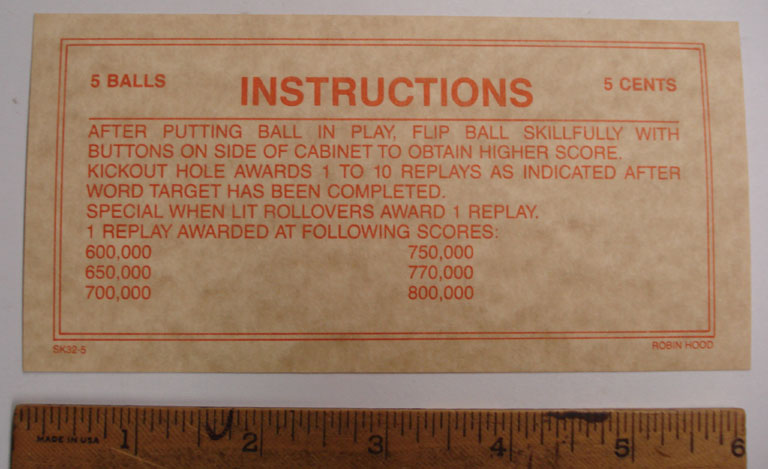 5 BALLS INSTRUCTIONS 5 CENTS
AFTER PUTTING BALL IN PLAY, FLIP BALL SKILLFULLY WITH
BUTTONS ON SIDE OF CABINET TO OBTAIN HIGHER SCORE.
KICKOUT HOLE AWARDS 1 TO 10 REPLAYS AS INDICATED AFTER
WORD TARGET HAS BEEN COMPLETED.
SPECIAL WHEN LIT ROLLOVERS AWARD 1 REPLAY.
1 REPLAY AWARDED AT FOLLOWING SCORES:
600,000 750,000
650,000 770,000
700,000 800,000
SK32-5 ROBIN HOOD
MADE IN USA 1 2 3 4 5 6